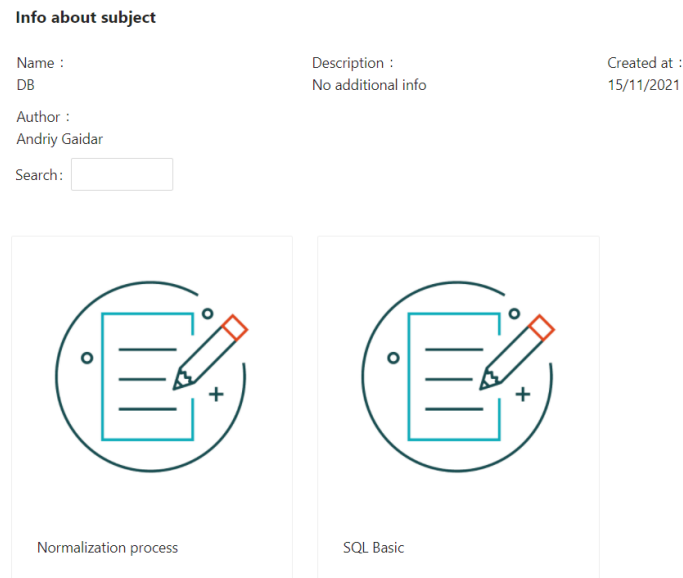 Info about subject
Name : Description : Created at :
DB No additional info 15/11/2021
Author :
Andriy Gaidar
Search:
Normalization process SQL Basic